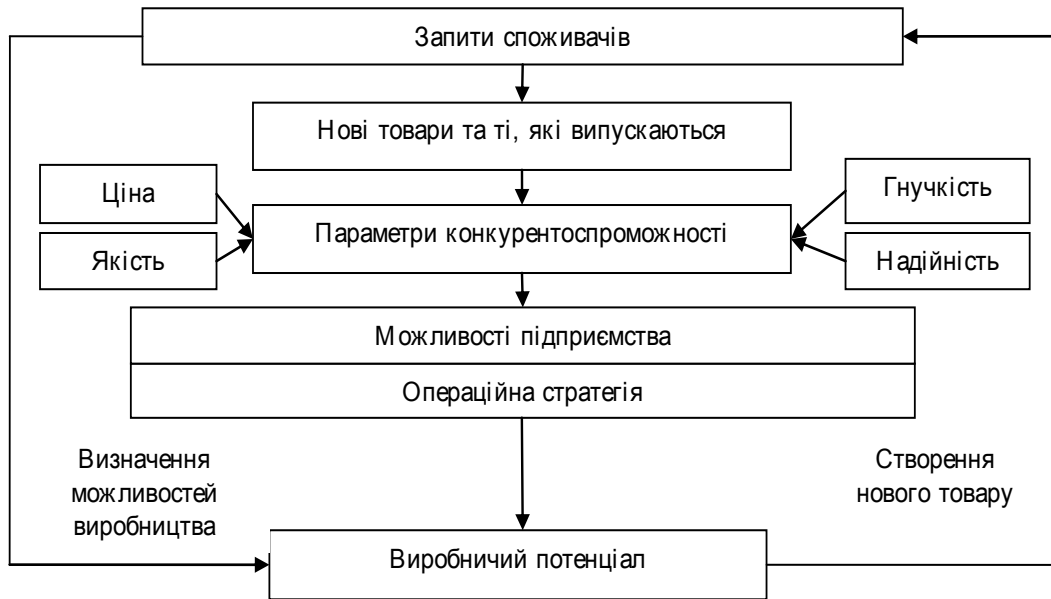 Запити споживачів
Нові товари та ті, які випускаються
Ціна
Гнучкість
Параметри конкурентоспроможності
Якість
Надійність
Можливості підприємства
Операційна стратегія
Визначення
можливостей
виробництва
Створення
нового товару
Виробничий потенціал